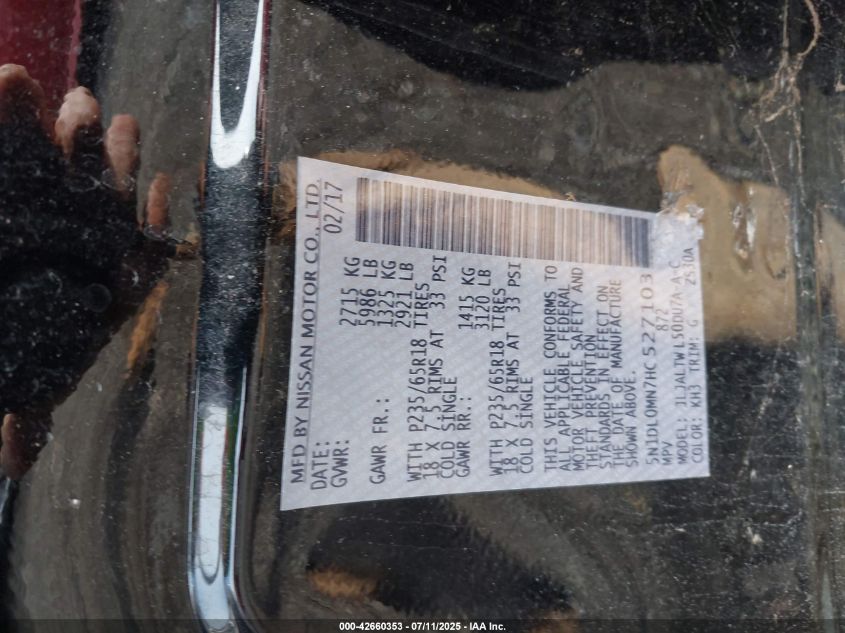 MFD BY NISSAN MOTOR CO., LTD.
DATE: 02/17
GVWR: 2715 KG
5986 LB
GAWR FR.: 1325 KG
2921 LB
WITH P235/65R18 TIRES
18 X 7.5 RIMS AT 33 PSI
COLD SINGLE
GAWR RR.: 1415 KG
3120 LB
WITH P235/65R18 TIRES
18 X 7.5 RIMS AT 33 PSI
COLD SINGLE
THIS VEHICLE CONFORMS TO
ALL APPLICABLE FEDERAL
MOTOR VEHICLE SAFETY AND
THEFT PREVENTION
STANDARDS IN EFFECT ON
THE DATE OF MANUFACTURE
SHOWN ABOVE.
5N1DL0MN7HC527103
MPV 872
MODEL:
COLOR: KH3 TRIM: G
000-42660353 - 07/11/2025 - IAA Inc.